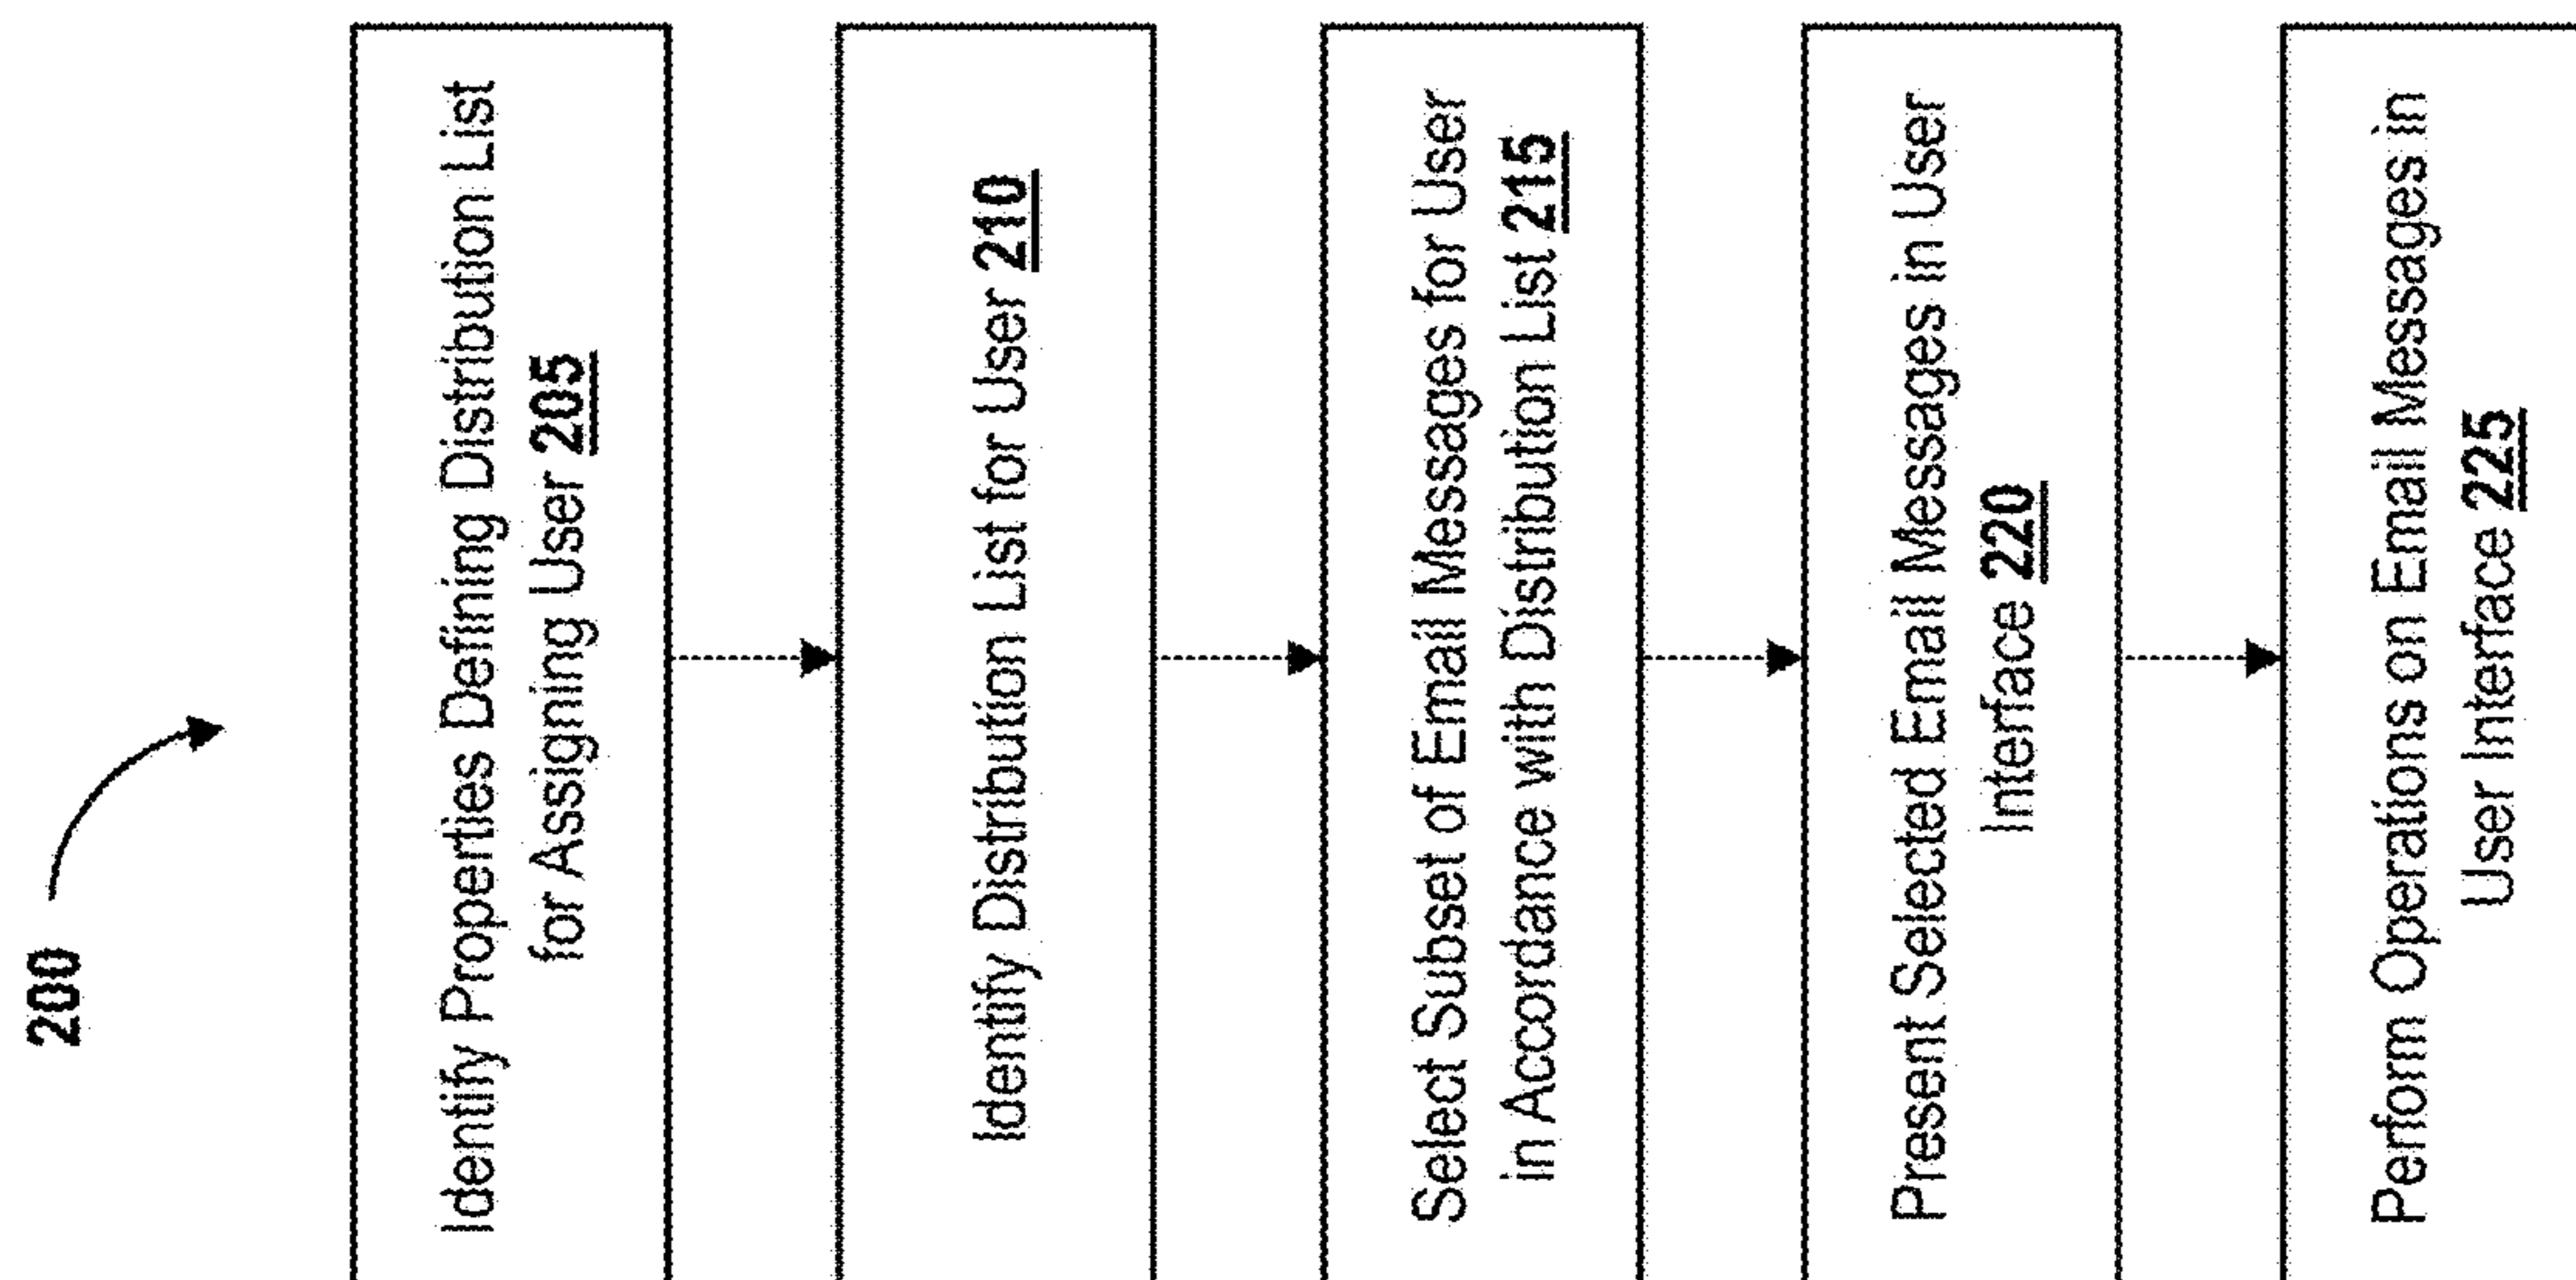 200
Identify Properties Defining Distribution List
for Assigning User 205
Identify Distribution List for User 210
Select Subset of Email Messages for User
in Accordance with Distribution List 215
Present Selected Email Messages in User
Interface 220
Perform Operations on Email Messages in
User Interface 225